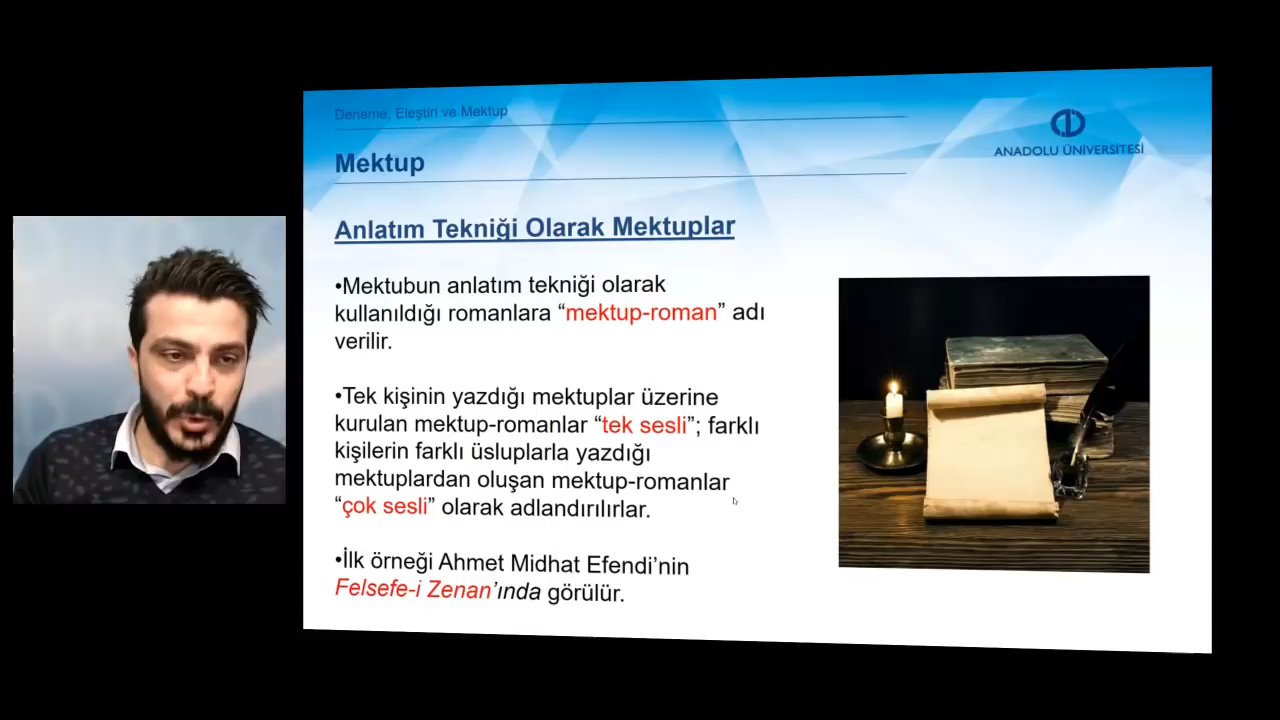 Deneme, Eleştiri ve Mektup
ANADOLU ÜNİVERSİTESİ
Mektup
Anlatım Tekniği Olarak Mektuplar
•Mektubun anlatım tekniği olarak
kullanıldığı romanlara “mektup-roman” adı
verilir.
•Tek kişinin yazdığı mektuplar üzerine
kurulan mektup-romanlar “tek sesli”; farklı
kişilerin farklı üsluplarla yazdığı
mektuplardan oluşan mektup-romanlar
“çok sesli” olarak adlandırılırlar.
•İlk örneği Ahmet Midhat Efendi’nin
Felsefe-i Zenan’ında görülür.